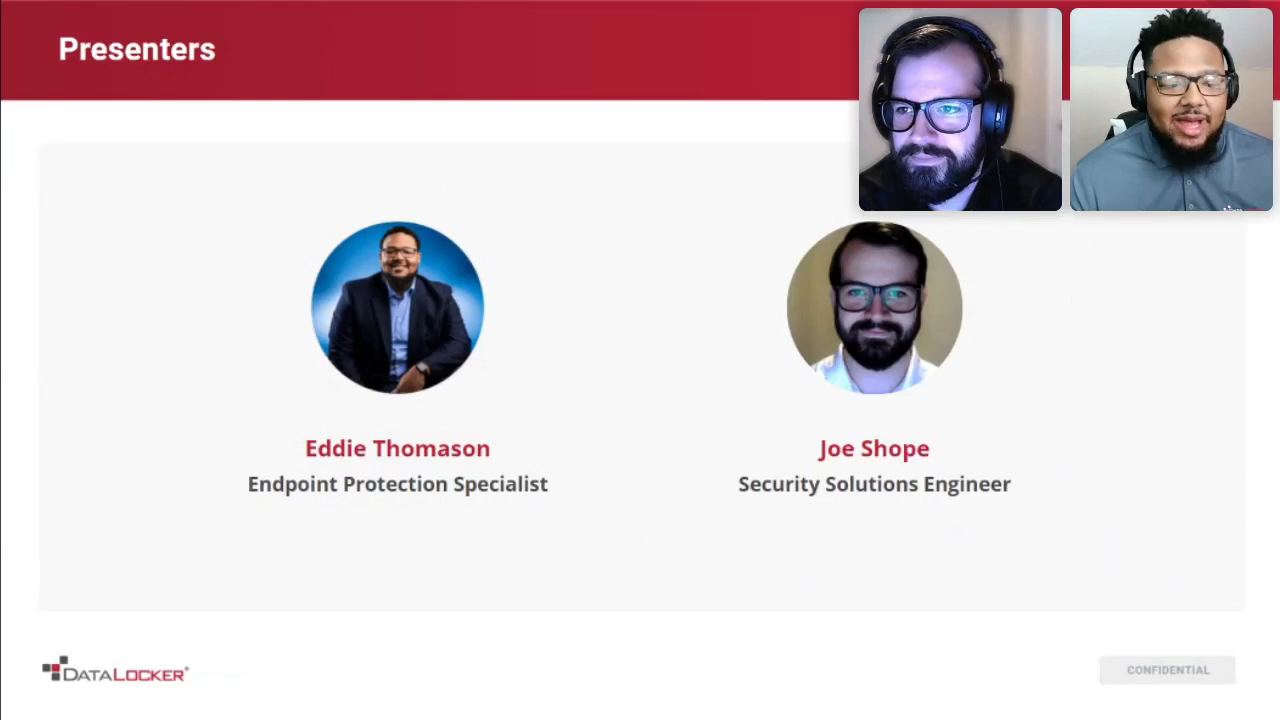 Presenters
Eddie Thomason
Endpoint Protection Specialist
Joe Shope
Security Solutions Engineer
DATALOCKER®
CONFIDENTIAL